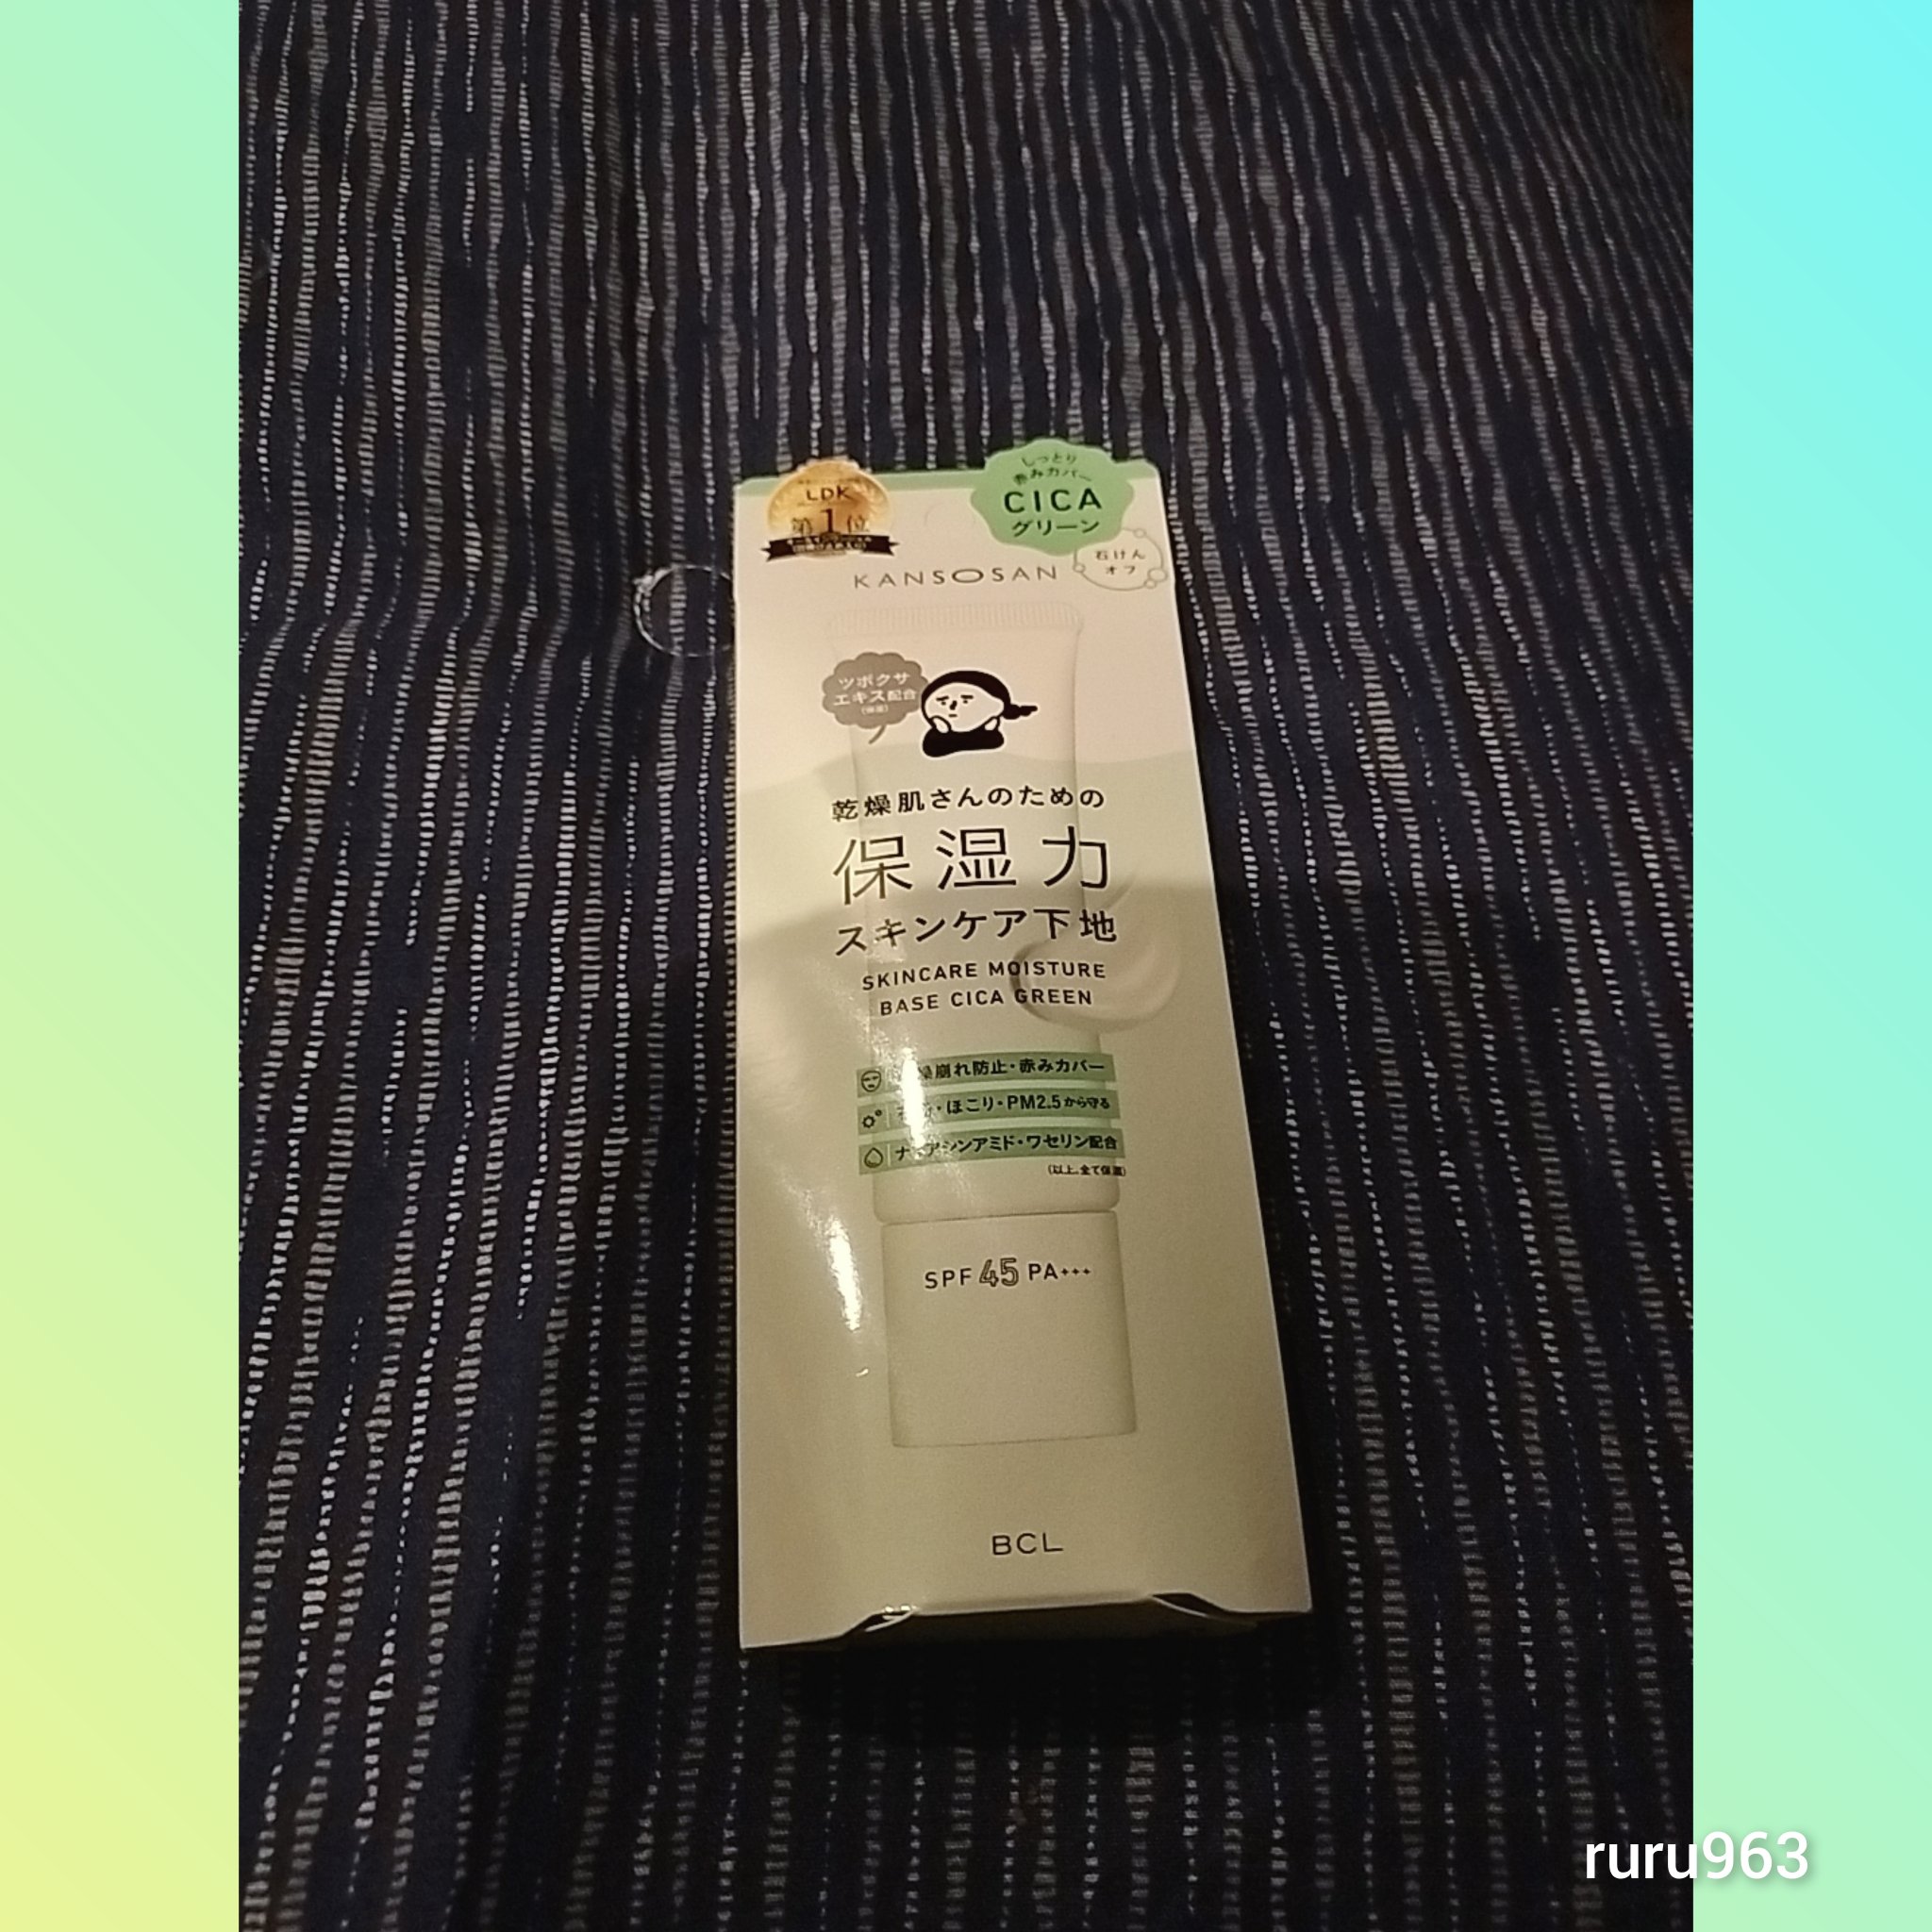 LDK
第1位
しっとり
赤みカバー
CICA
グリーン
石けん
オフ
KANSOSAN
ツボクサ
エキス配合
(保湿)
乾燥肌さんのための
保湿力
スキンケア下地
SKINCARE MOISTURE
BASE CICA GREEN
崩れ防止・赤みカバー
・ほこり・PM2.5から守る
ナイアシンアミド・ワセリン配合
(以上、全て保湿)
SPF 45 PA+++
BCL
ruru963